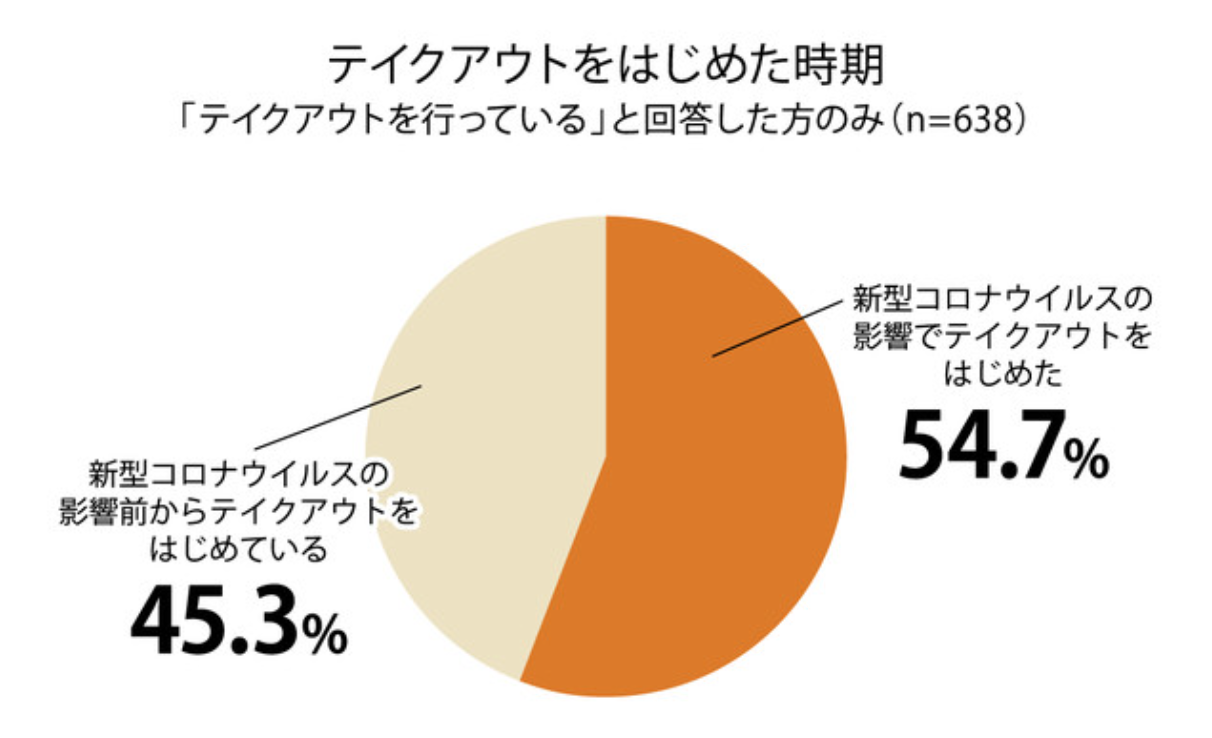 テイクアウトをはじめた時期
「テイクアウトを行っている」と回答した方のみ（n=638）
新型コロナウイルスの
影響でテイクアウトを
はじめた
54.7%
新型コロナウイルスの
影響前からテイクアウトを
はじめている
45.3%